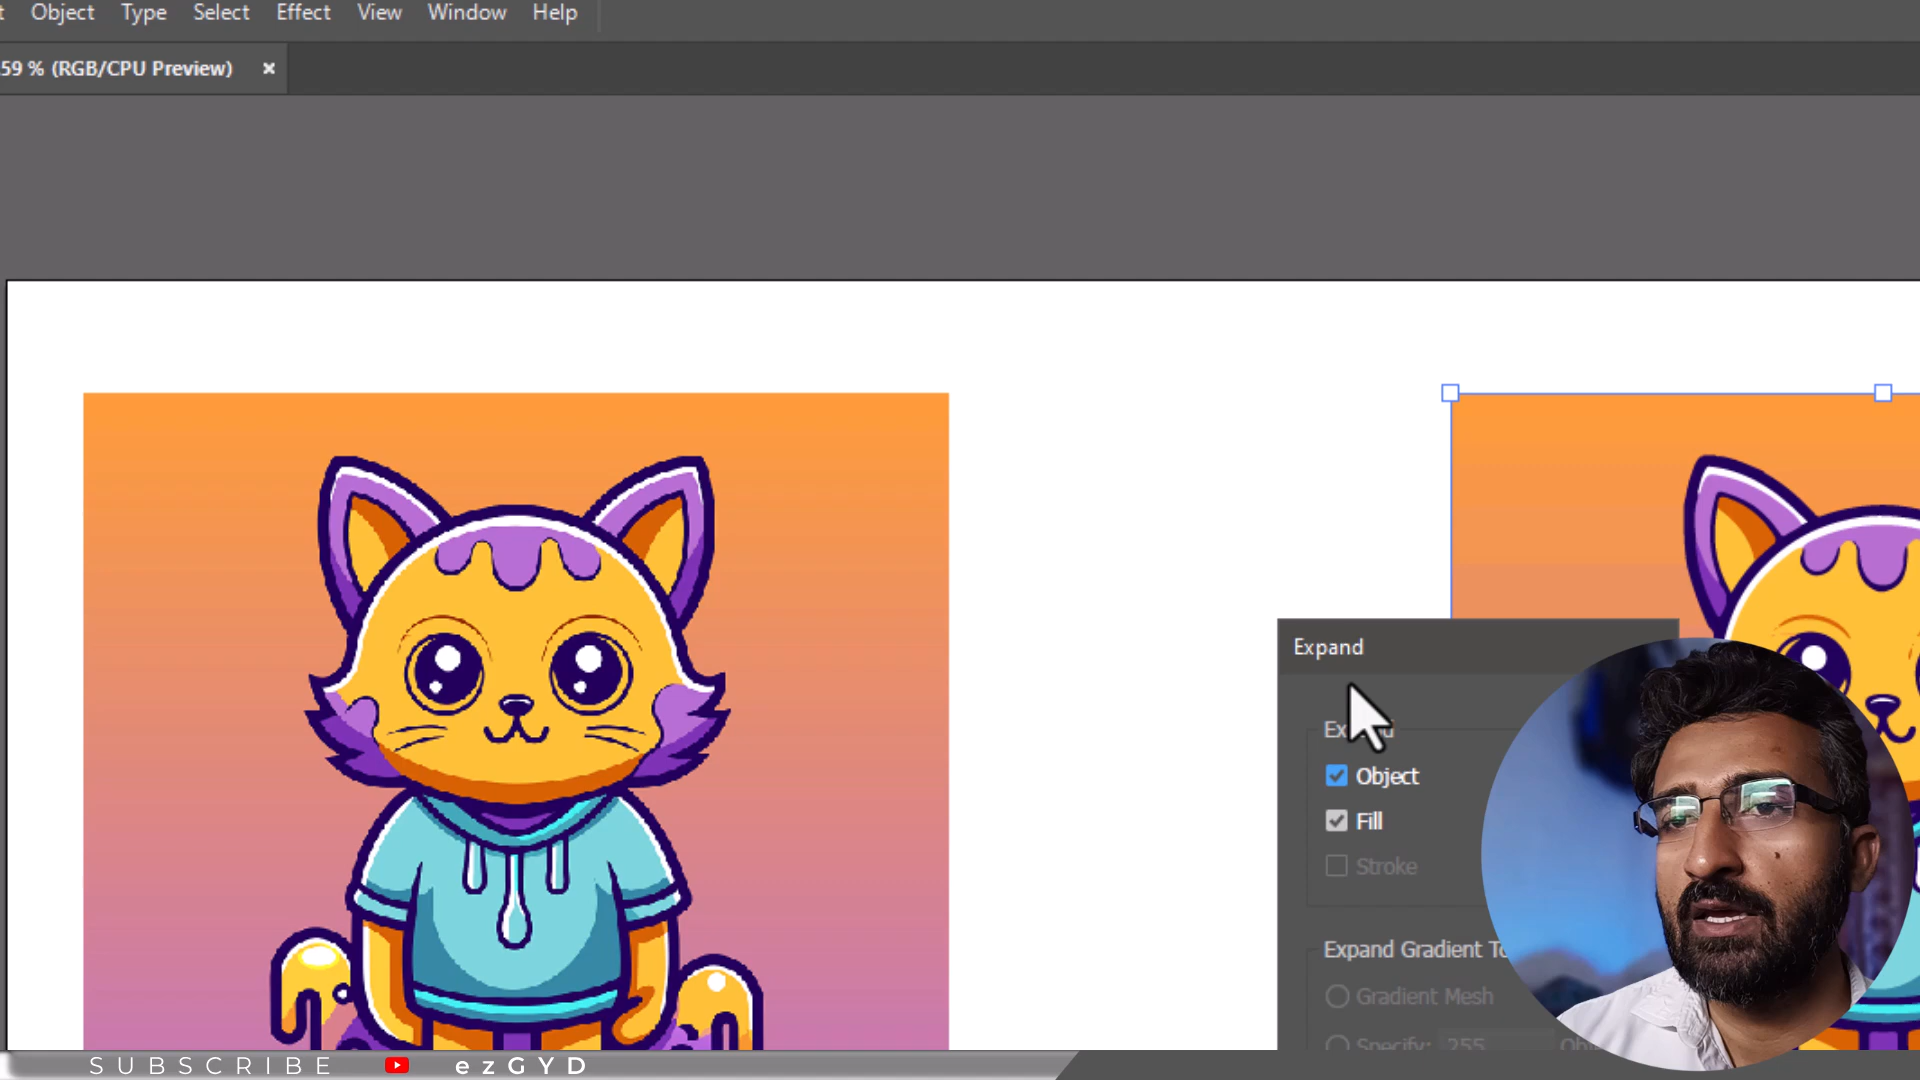 Object Type Select Effect View Window Help
59 % (RGB/CPU Preview) ×
Expand
Object
Fill
Stroke
Expand Gradient To
Gradient Mesh
Specify: 255
SUBSCRIBE ezGYD